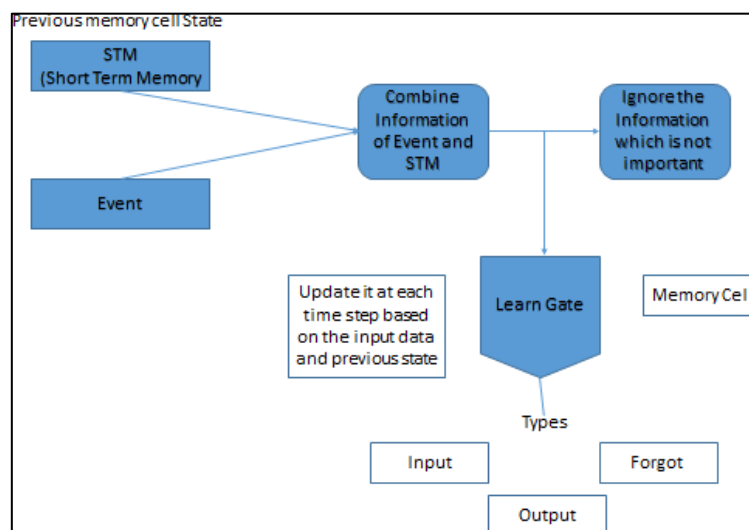 Previous memory cell State
STM
(Short Term Memory
Combine
Information
of Event and
STM
Ignore the
Information
which is not
important
Event
Update it at each
time step based
on the input data
and previous state
Learn Gate
Memory Cel
Types
Input
Forgot
Output